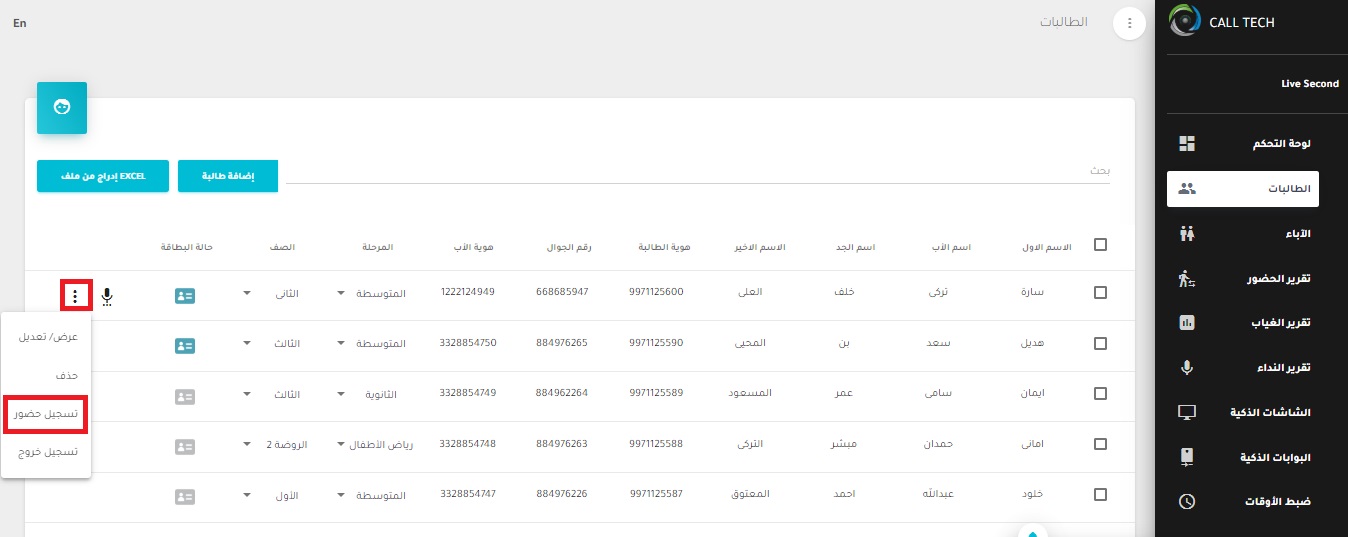 CALL TECH
Live Second
لوحة التحكم
الطالبات
الآباء
تقرير الحضور
تقرير الغياب
تقرير النداء
الشاشات الذكية
البوابات الذكية
ضبط الأوقات
الطالبات
En
بحث
إضافة طالبة
إدراج من ملف EXCEL
الاسم الاول اسم الأب اسم الجد الاسم الاخير هوية الطالبة رقم الجوال هوية الأب المرحلة الصف حالة البطاقة
سارة تركى خلف العلى 9971125600 668685947 1222124949 المتوسطة الثانى
هديل سعد بن المحيى 9971125590 884976265 3328854750 المتوسطة الثالث
ايمان سامى عمر المسعود 9971125589 884962264 3328854749 الثانوية الثالث
امانى حمدان مبشر التركى 9971125588 884976263 3328854748 رياض الأطفال الروضة 2
خلود عبدالله احمد المعتوق 9971125587 884976226 3328854747 المتوسطة الأول
عرض/ تعديل
حذف
تسجيل حضور
تسجيل خروج